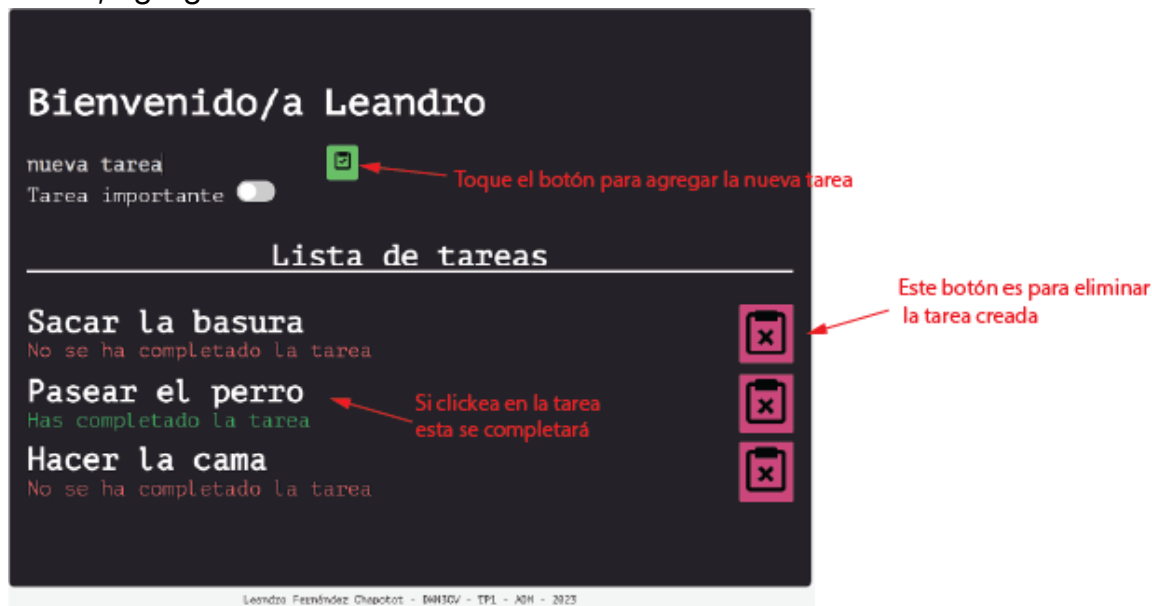 Bienvenido/a Leandro
nueva tarea
Toque el botón para agregar la nueva tarea
Tarea importante
Lista de tareas
Este botón es para eliminar
la tarea creada
Sacar la basura
No se ha completado la tarea
Pasear el perro
Has completado la tarea
Si clickea en la tarea
esta se completará
Hacer la cama
No se ha completado la tarea
Leandro Fernández Chapotot - DWN3CV - TP1 - ADM - 2023